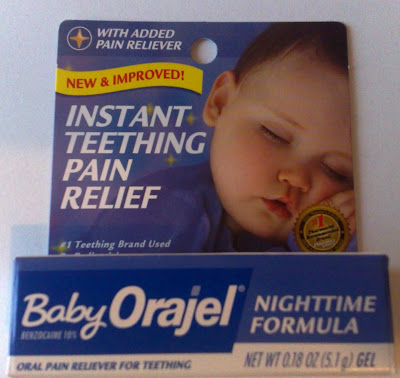 WITH ADDED
PAIN RELIEVER
NEW & IMPROVED!
INSTANT
TEETHING
PAIN
RELIEF
#1 Teething Brand Used
#1
Baby Orajel®
BENZOCAINE 10%
NIGHTTIME
FORMULA
ORAL PAIN RELIEVER FOR TEETHING
NET WT 0.18 OZ (5.1 g) GEL